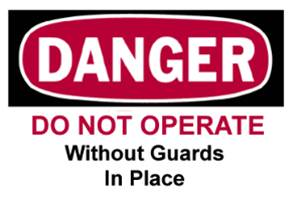 DANGER
DO NOT OPERATE
Without Guards
In Place